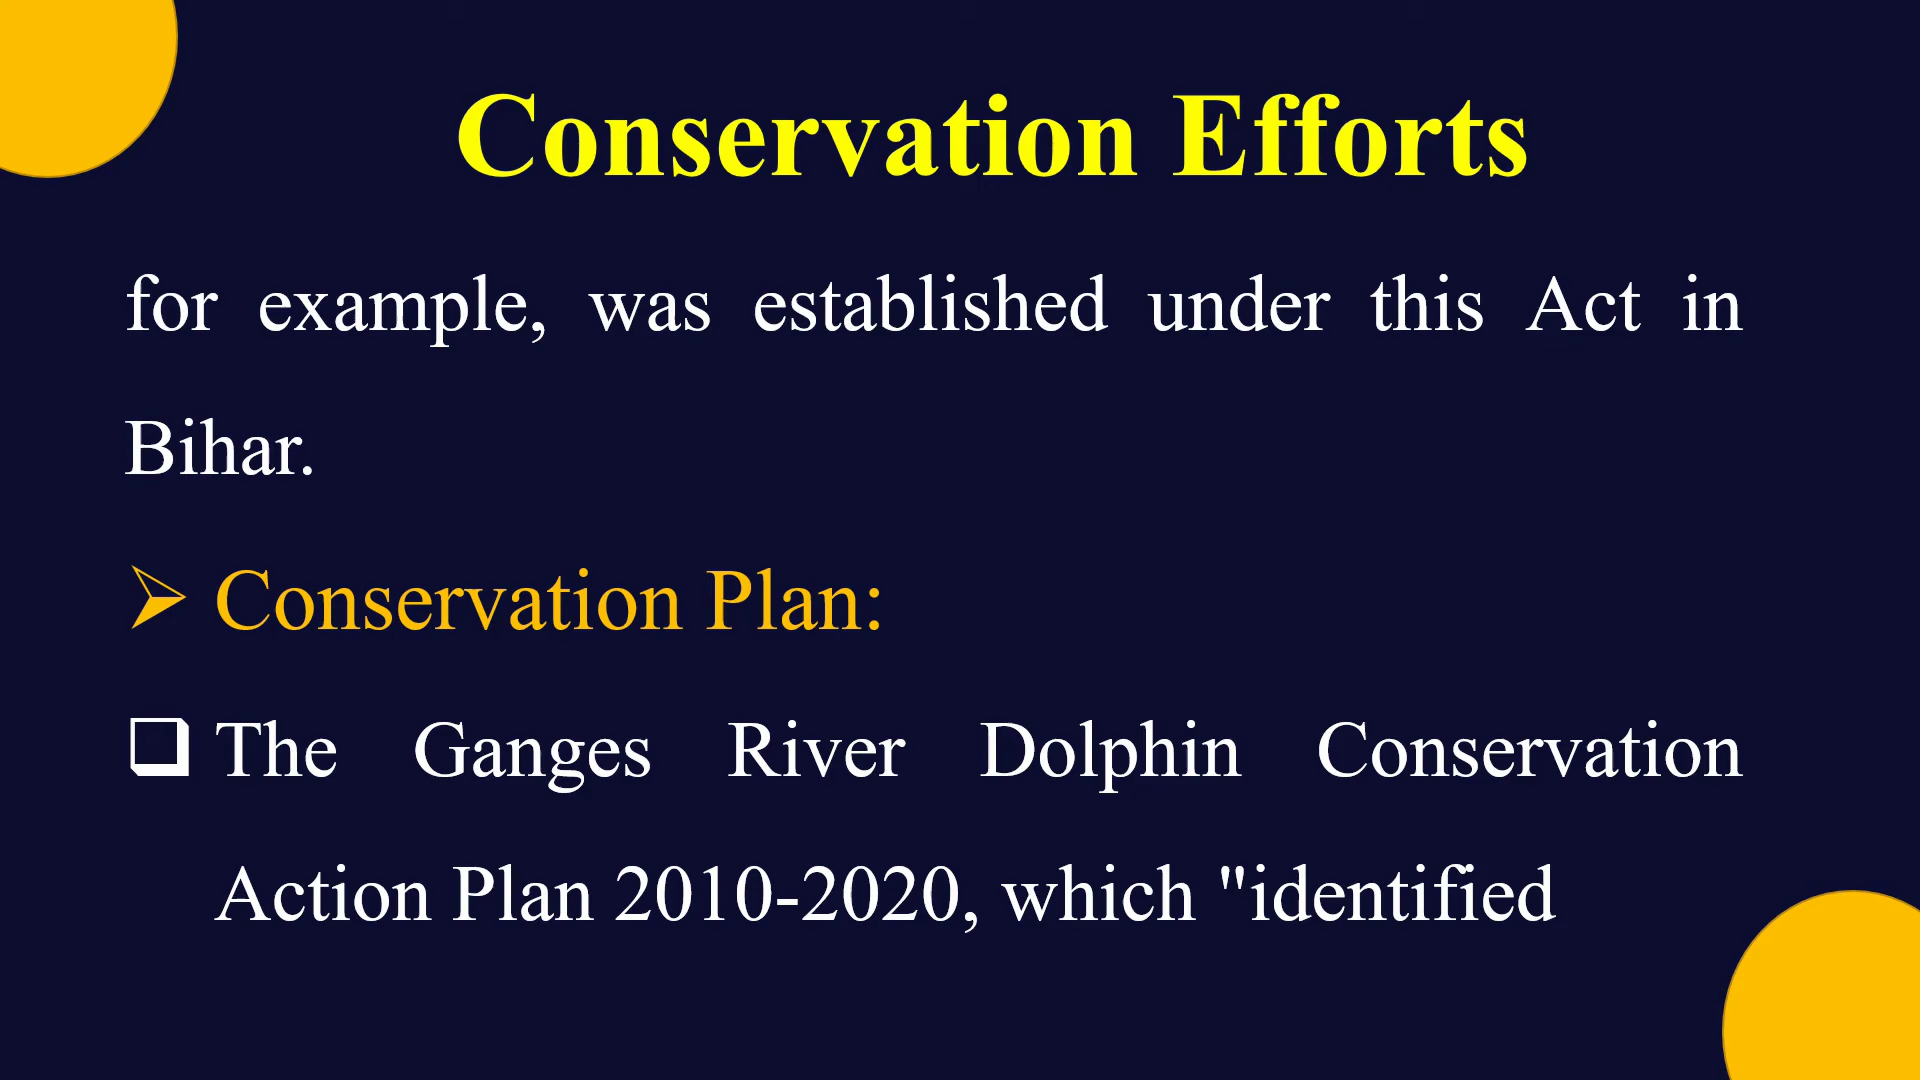 Conservation Efforts
for example, was established under this Act in
Bihar.
➢ Conservation Plan:
❑ The Ganges River Dolphin Conservation
Action Plan 2010-2020, which "identified